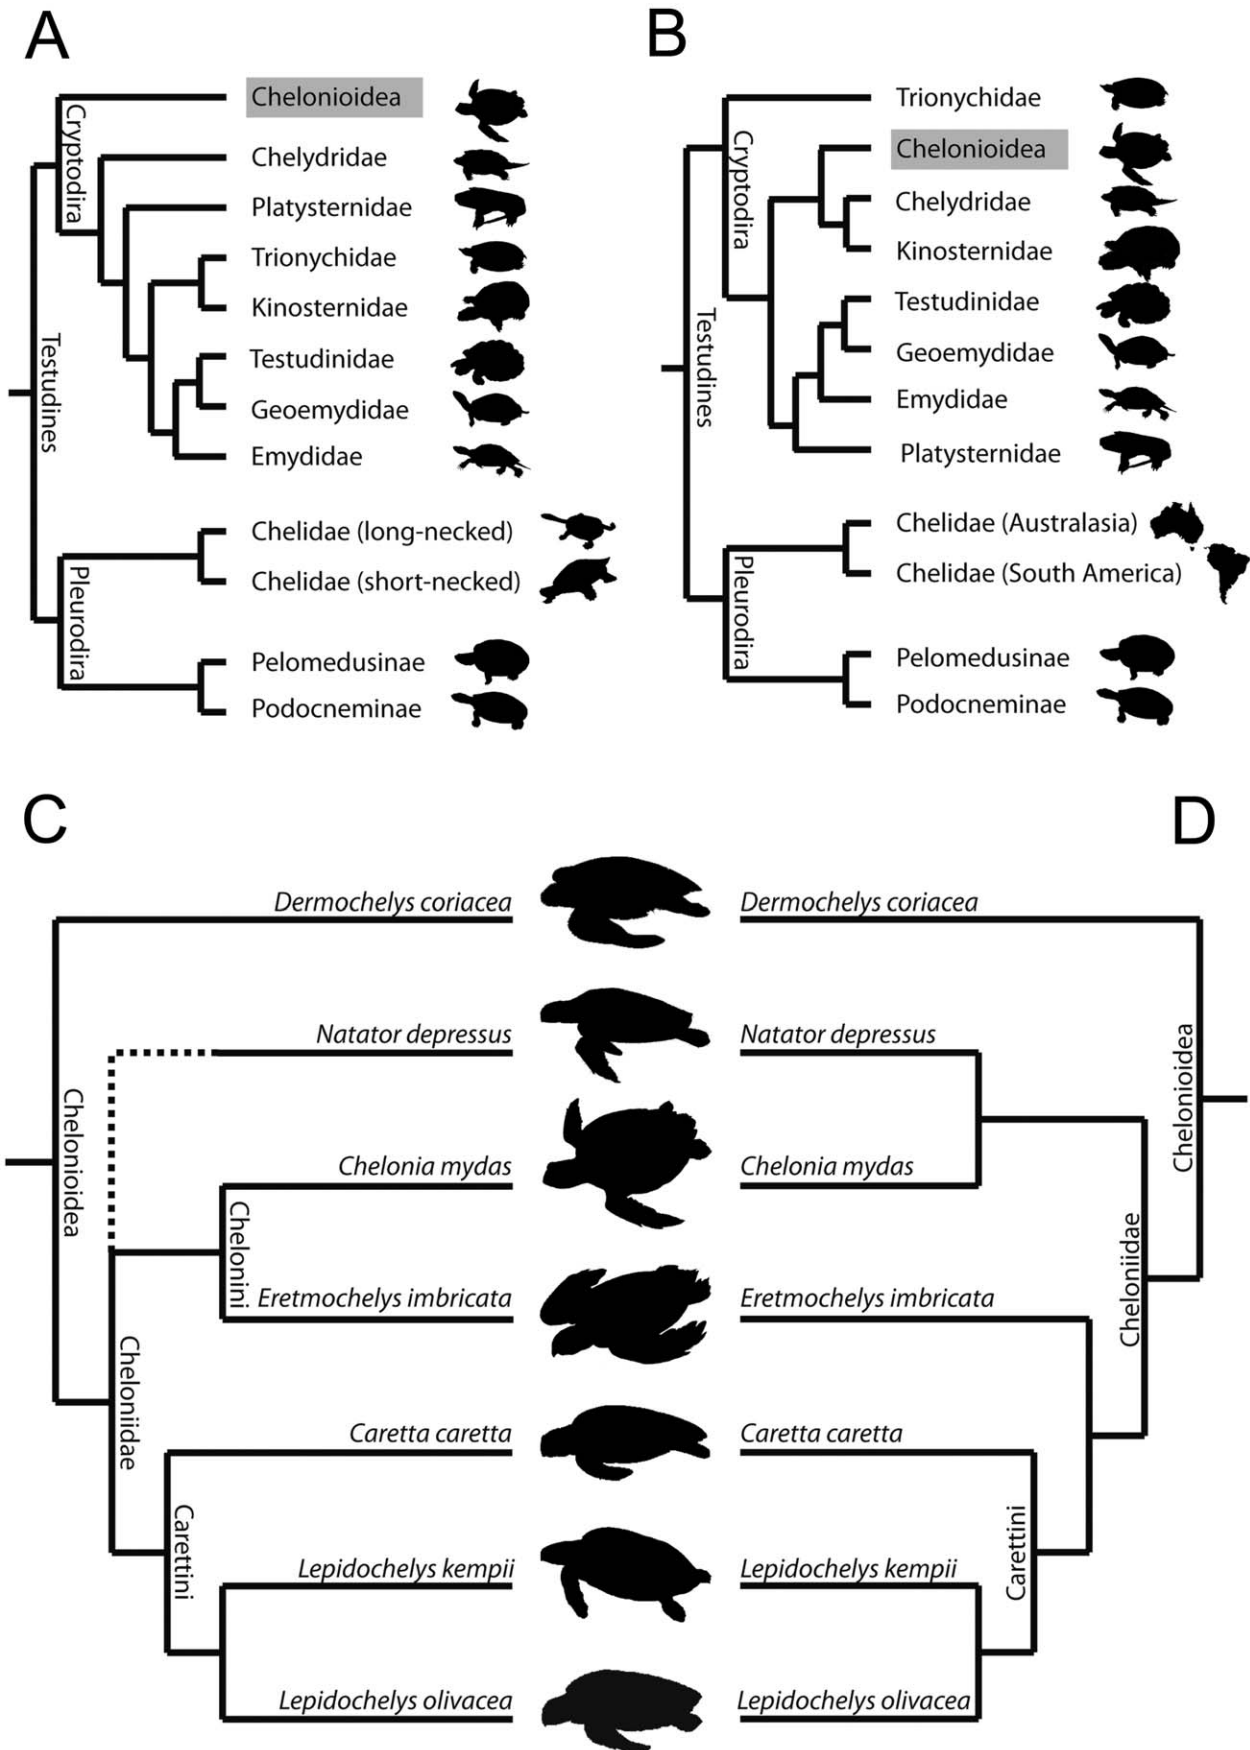 A
Chelonioidea
Chelydridae
Platysternidae
Trionychidae
Kinosternidae
Testudinidae
Geoemydidae
Emydidae
Chelidae (long-necked)
Chelidae (short-necked)
Pelomedusinae
Podocneminae
Cryptodira
Testudines
Pleurodira
B
Trionychidae
Chelonioidea
Chelydridae
Kinosternidae
Testudinidae
Geoemydidae
Emydidae
Platysternidae
Chelidae (Australasia)
Chelidae (South America)
Pelomedusinae
Podocneminae
Cryptodira
Testudines
Pleurodira
C
Dermochelys coriacea
Natator depressus
Chelonia mydas
Eretmochelys imbricata
Caretta caretta
Lepidochelys kempii
Lepidochelys olivacea
Chelonioidea
Chelonini
Cheloniidae
Carettini
D
Dermochelys coriacea
Natator depressus
Chelonia mydas
Eretmochelys imbricata
Caretta caretta
Lepidochelys kempii
Lepidochelys olivacea
Chelonioidea
Cheloniidae
Carettini